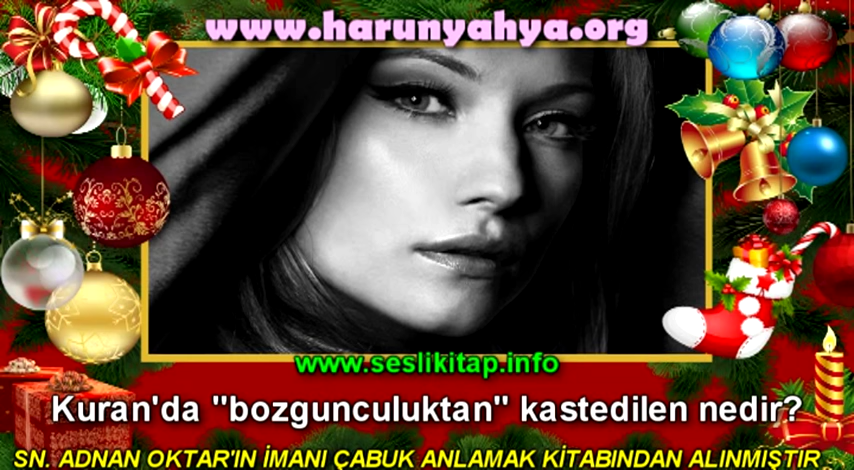 www.harunyahya.org
www.seslikitap.info
Kuran'da "bozgunculuktan" kastedilen nedir?
SN. ADNAN OKTAR'IN İMANI ÇABUK ANLAMAK KİTABINDAN ALINMIŞTIR